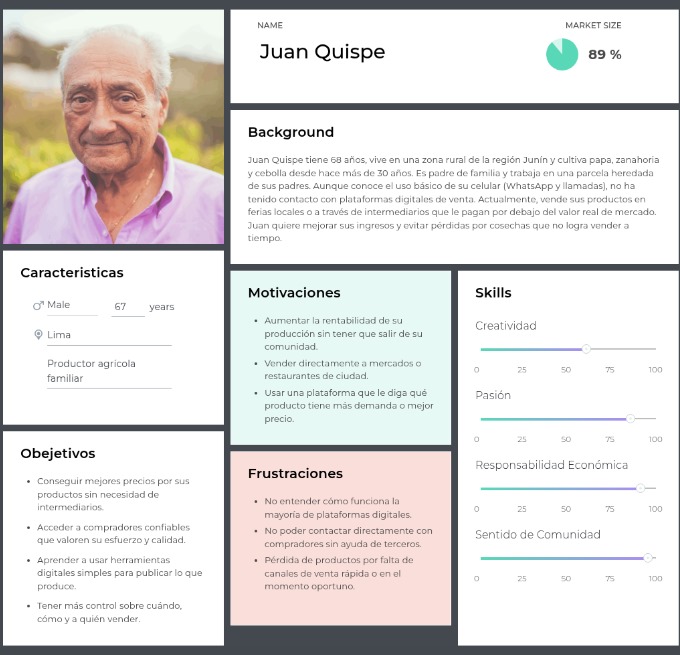 NAME
Juan Quispe
MARKET SIZE
89 %
Background
Juan Quispe tiene 68 años, vive en una zona rural de la región Junín y cultiva papa, zanahoria
y cebolla desde hace más de 30 años. Es padre de familia y trabaja en una parcela heredada
de sus padres. Aunque conoce el uso básico de su celular (WhatsApp y llamadas), no ha
tenido contacto con plataformas digitales de venta. Actualmente, vende sus productos en
ferias locales o a través de intermediarios que le pagan por debajo del valor real de mercado.
Juan quiere mejorar sus ingresos y evitar pérdidas por cosechas que no logra vender a
tiempo.
Caracteristicas
Male 67 years
Lima
Productor agricola
familiar
Obejetivos
Conseguir mejores precios por sus
productos sin necesidad de
intermediarios.
Acceder a compradores confiables
que valoren su esfuerzo y calidad.
Aprender a usar herramientas
digitales simples para publicar lo que
produce.
Tener más control sobre cuándo,
cómo y a quién vender.
Motivaciones
Aumentar la rentabilidad de su
producción sin tener que salir de su
comunidad.
Vender directamente a mercados o
restaurantes de ciudad.
Usar una plataforma que le diga qué
producto tiene más demanda o mejor
precio.
Frustraciones
No entender cómo funciona la
mayoría de plataformas digitales.
No poder contactar directamente con
compradores sin ayuda de terceros.
Pérdida de productos por falta de
canales de venta rápida o en el
momento oportuno.
Skills
Creatividad
0 25 50 75 100
Pasión
0 25 50 75 100
Responsabilidad Económica
0 25 50 75 100
Sentido de Comunidad
0 25 50 75 100